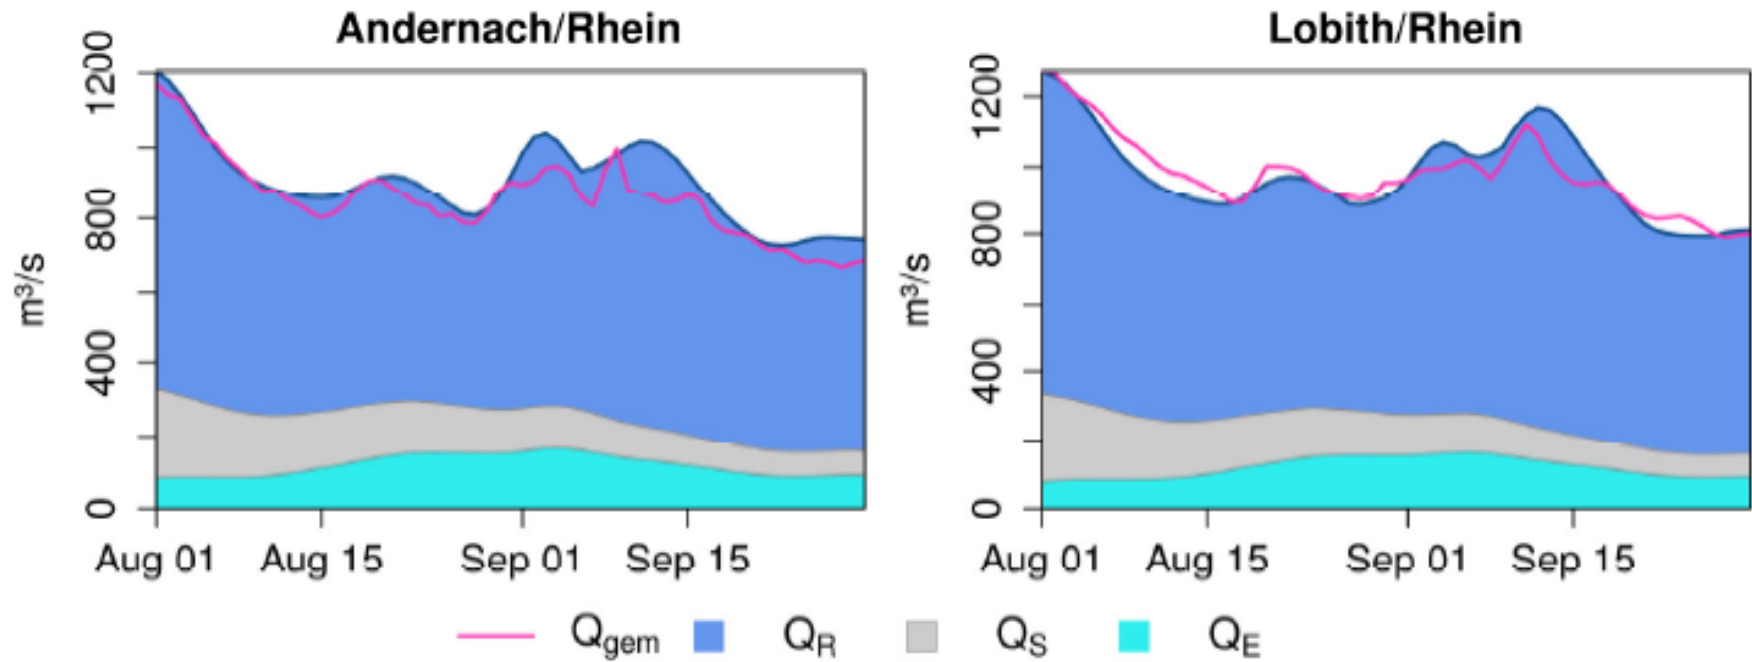 Andernach/Rhein
Lobith/Rhein
m³/s
0 400 800 1200
Aug 01 Aug 15 Sep 01 Sep 15
m³/s
0 400 800 1200
Aug 01 Aug 15 Sep 01 Sep 15
Qgem QR QS QE